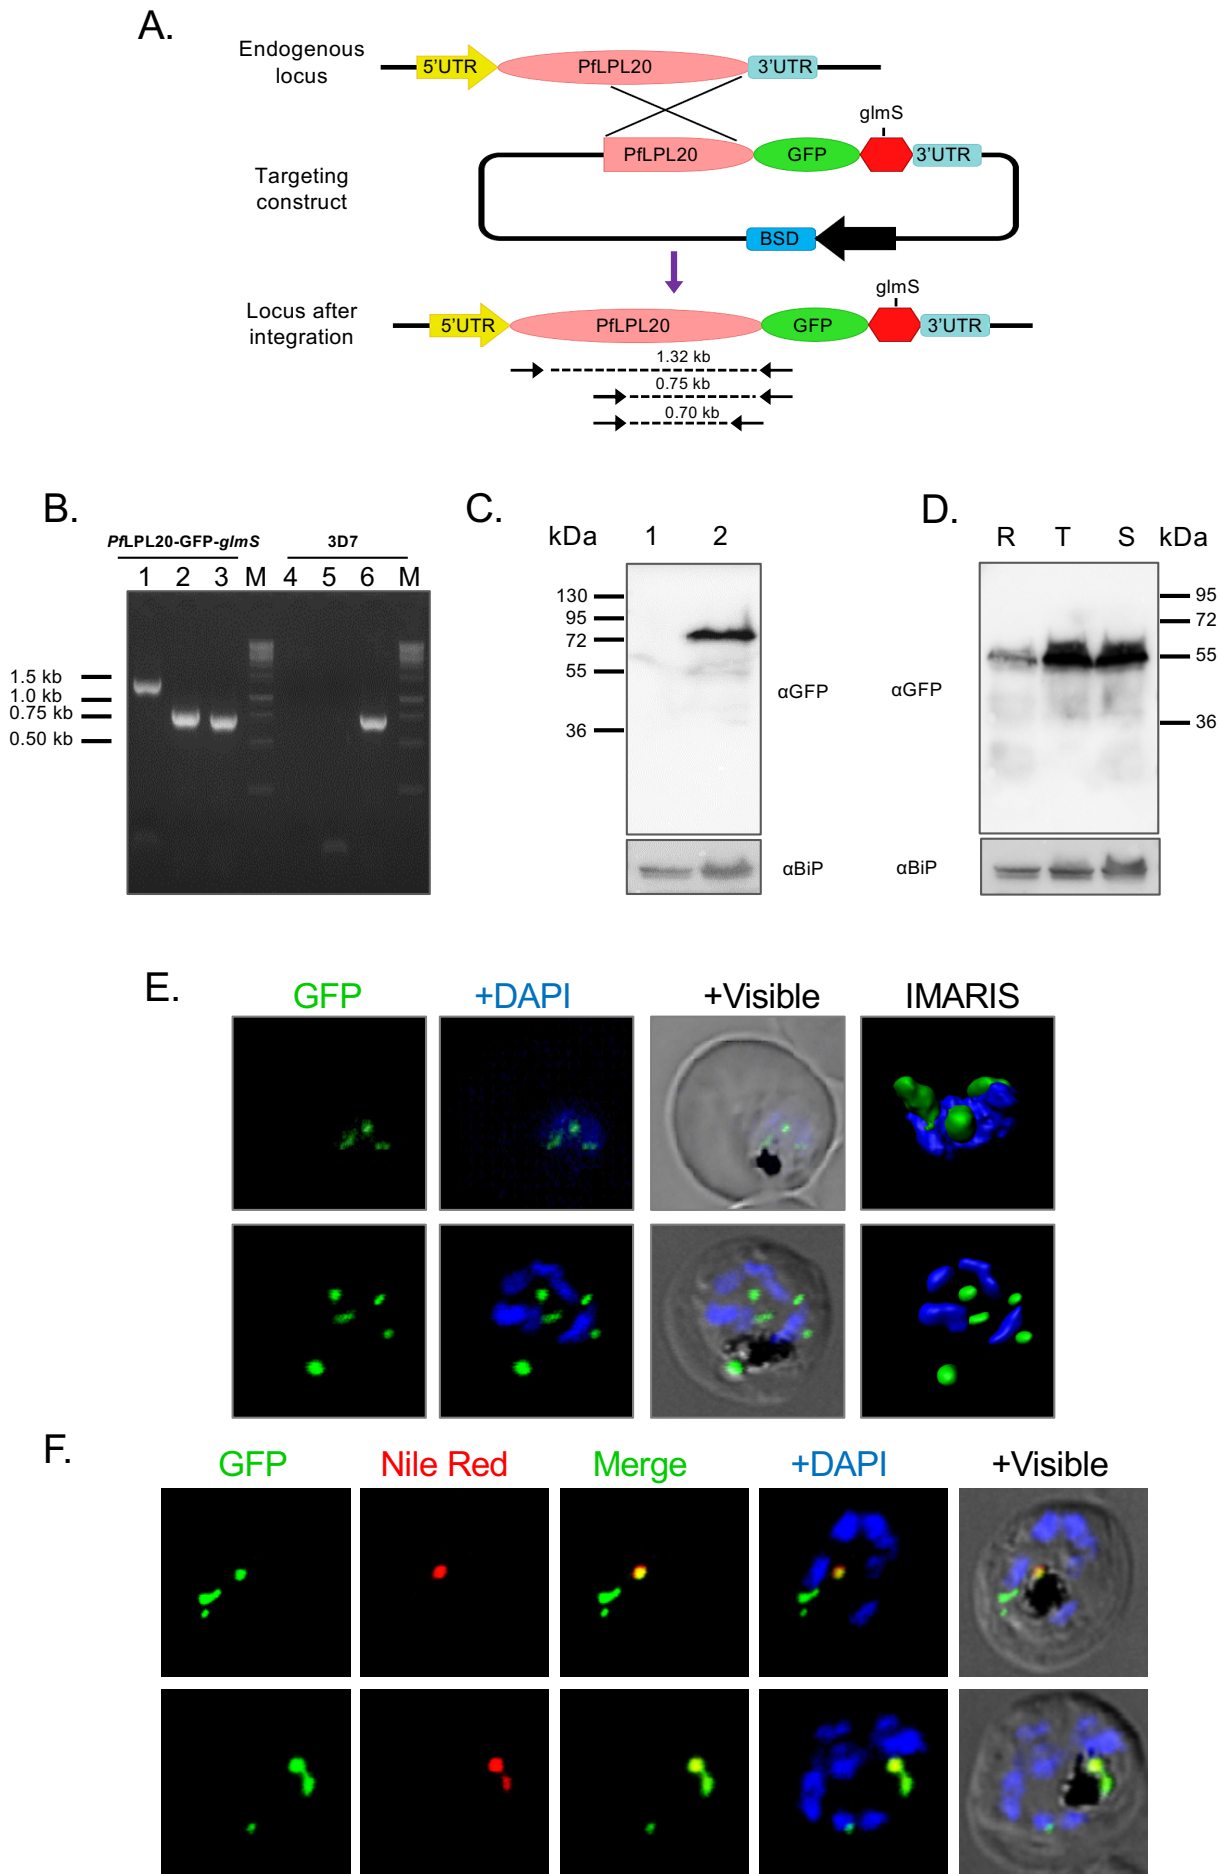 A.
Endogenous
locus
5'UTR
PfLPL20
3'UTR
glmS
Targeting
construct
PfLPL20
GFP
3'UTR
BSD
glmS
Locus after
integration
5'UTR
PfLPL20
GFP
3'UTR
1.32 kb
0.75 kb
0.70 kb
B.
PfLPL20-GFP-glmS
3D7
1 2 3 M 4 5 6 M
1.5 kb
1.0 kb
0.75 kb
0.50 kb
C.
kDa 1 2
130
95
72
55
36
αGFP
αBiP
D.
R T S kDa
95
72
55
36
αGFP
αBiP
E.
GFP +DAPI +Visible IMARIS
F.
GFP Nile Red Merge +DAPI +Visible